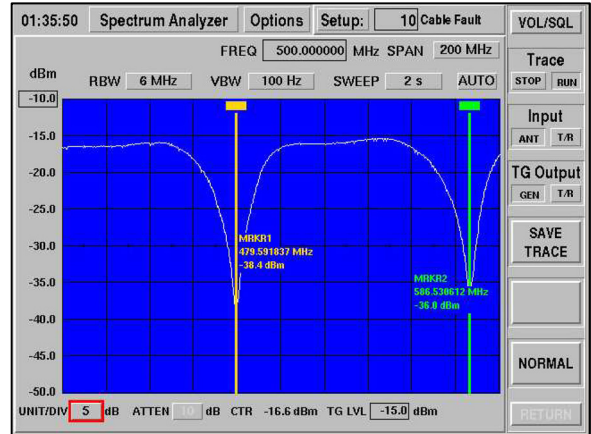 01:35:50 Spectrum Analyzer Options Setup: 10 Cable Fault VOL/SQL
FREQ 500.000000 MHz SPAN 200 MHz
dBm RBW 6 MHz VBW 100 Hz SWEEP 2 s AUTO
-10.0
-15.0
-20.0
-25.0
-30.0
-35.0
-40.0
-45.0
-50.0
MRKR1
479.591837 MHz
-38.4 dBm
MRKR2
586.530612 MHz
-36.0 dBm
UNIT/DIV 5 dB ATTEN 10 dB CTR -16.6 dBm TG LVL -15.0 dBm
Trace
STOP RUN
Input
ANT T/R
TG Output
GEN T/R
SAVE
TRACE
NORMAL
RETURN